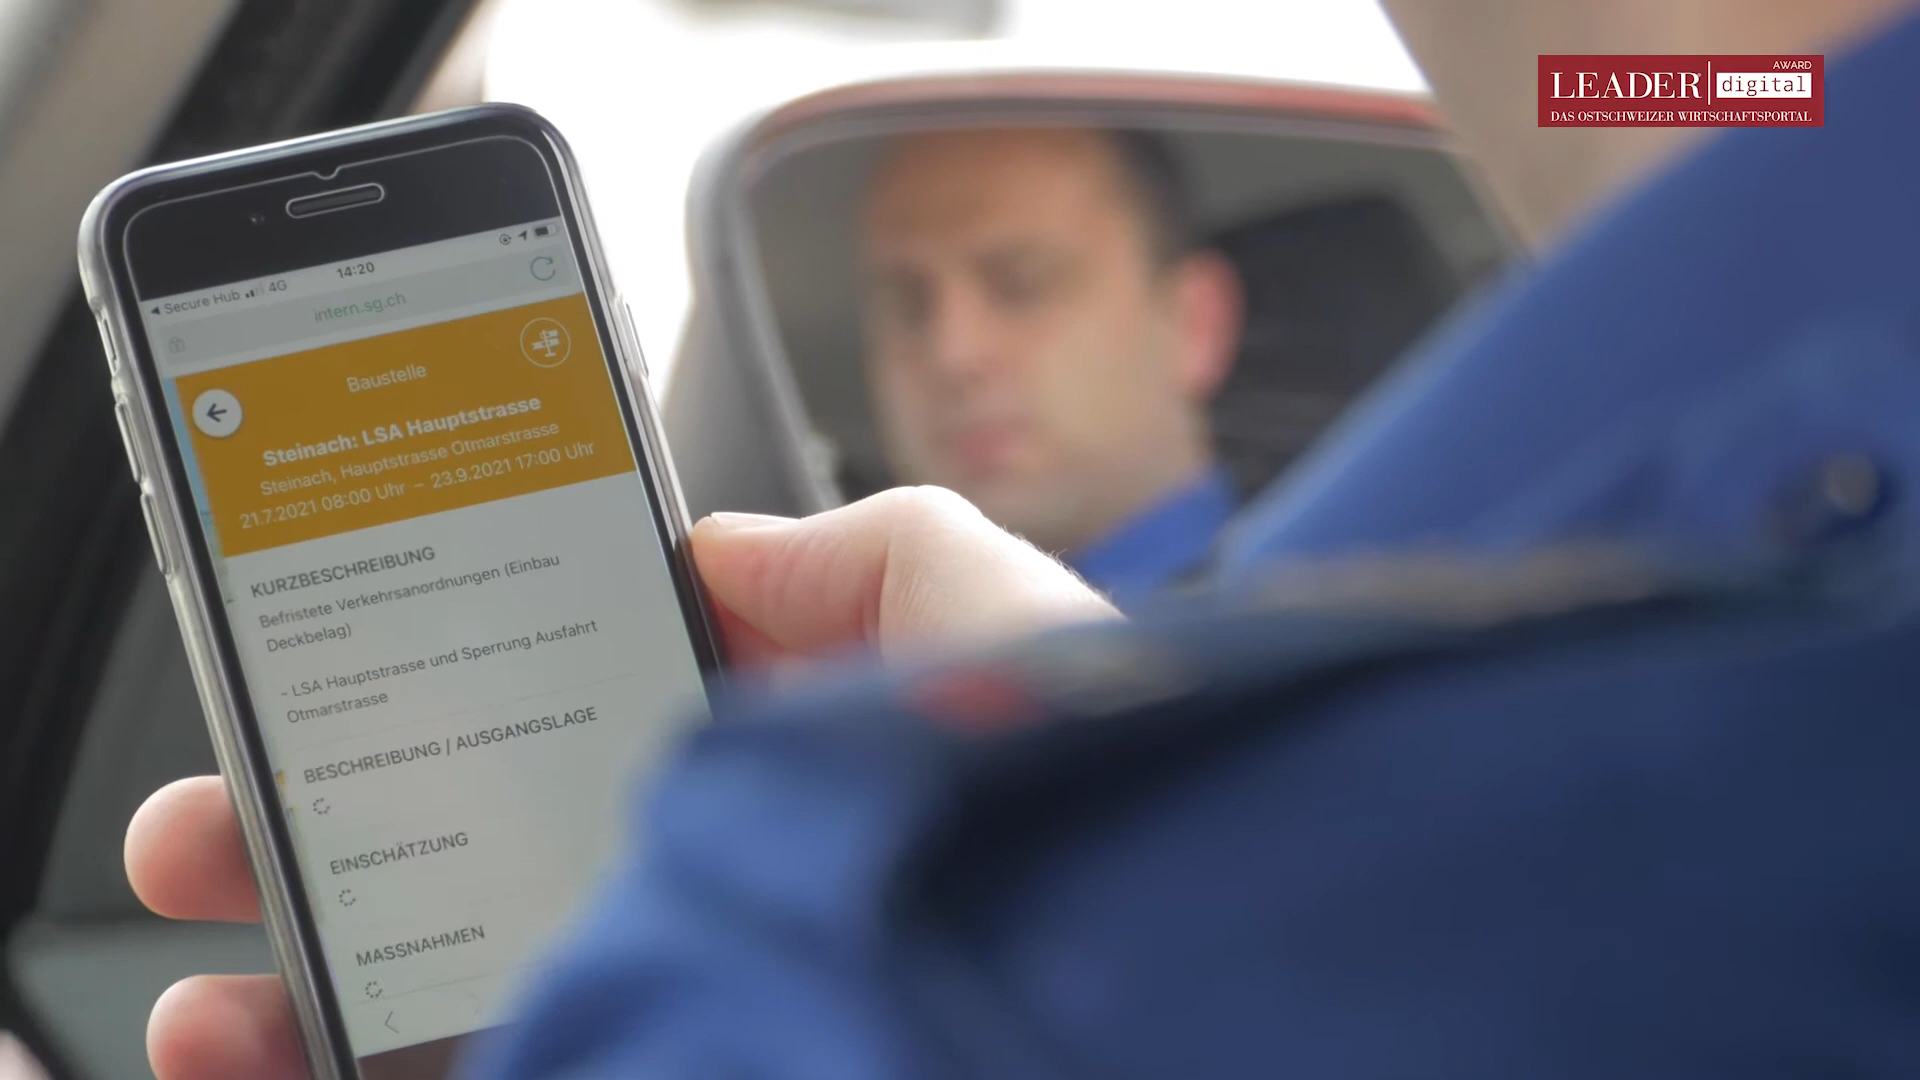 AWARD
LEADER digital
DAS OSTSCHWEIZER WIRTSCHAFTSPORTAL
Secure Hub 4G 14:20
intern.sg.ch
Baustelle
Steinach: LSA Hauptstrasse
Steinach, Hauptstrasse Otmarstrasse
21.7.2021 08:00 Uhr – 23.9.2021 17:00 Uhr
KURZBESCHREIBUNG
Befristete Verkehrsanordnungen (Einbau
Deckbelag)
- LSA Hauptstrasse und Sperrung Ausfahrt
Otmarstrasse
BESCHREIBUNG / AUSGANGSLAGE
EINSCHÄTZUNG
MASSNAHMEN